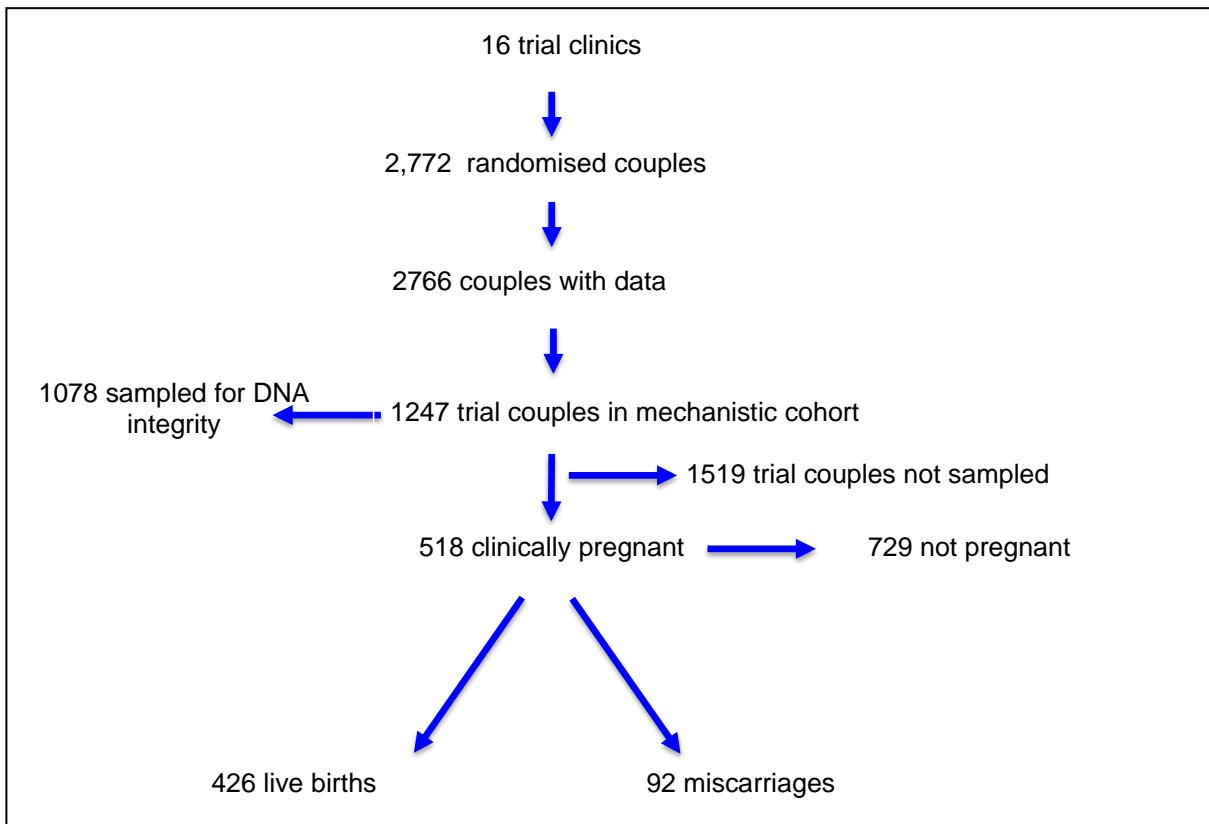 16 trial clinics
2,772 randomised couples
2766 couples with data
1078 sampled for DNA
integrity
1247 trial couples in mechanistic cohort
1519 trial couples not sampled
518 clinically pregnant
729 not pregnant
426 live births
92 miscarriages